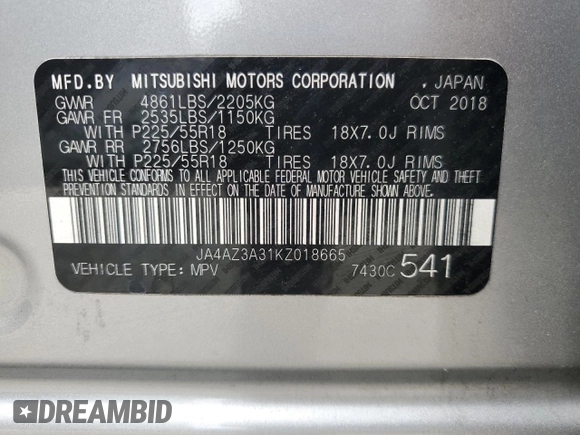 MFD.BY MITSUBISHI MOTORS CORPORATION , JAPAN
GVWR 4861LBS/2205KG OCT 2018
GAWR FR 2535LBS/1150KG
WITH P225/55R18 TIRES 18X7.0J RIMS
GAWR RR 2756LBS/1250KG
WITH P225/55R18 TIRES 18X7.0J RIMS
THIS VEHICLE CONFORMS TO ALL APPLICABLE FEDERAL MOTOR VEHICLE SAFETY AND THEFT
PREVENTION STANDARDS IN EFFECT ON THE DATE OF MANUFACTURE SHOWN ABOVE.
JA4AZ3A31KZ018665
VEHICLE TYPE: MPV 7430C 541
DREAMBID